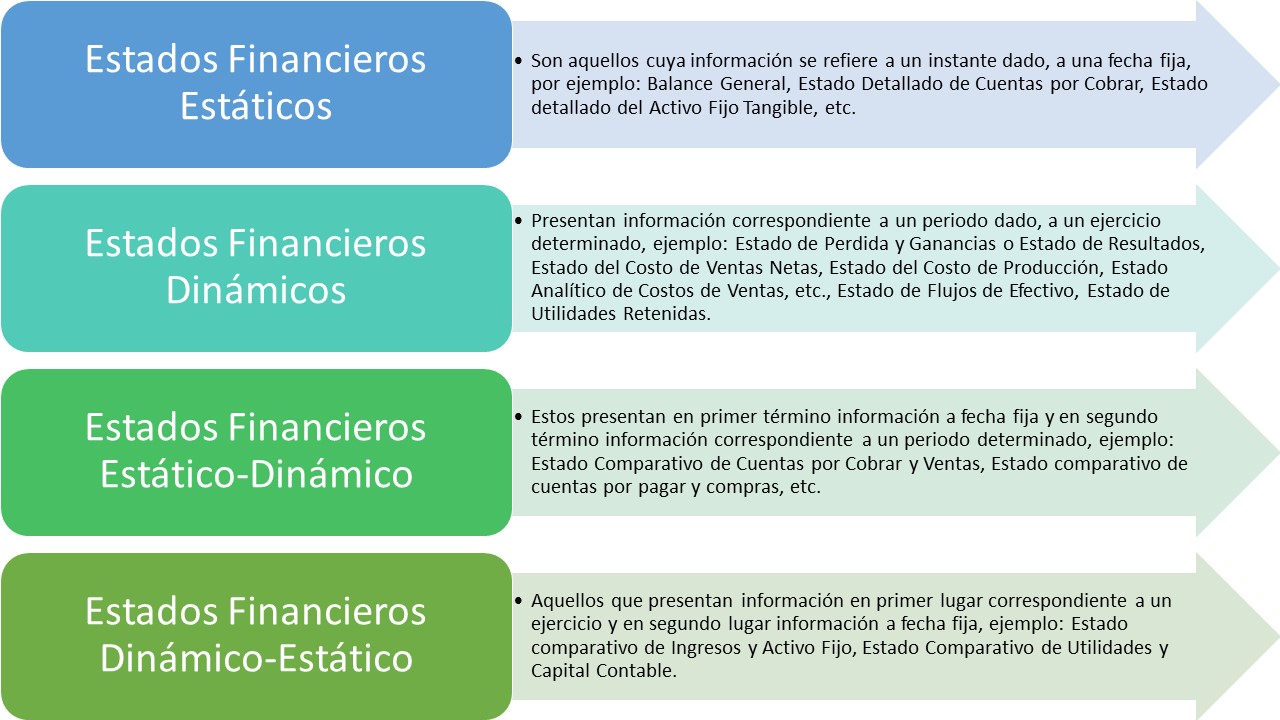 Estados Financieros
Estáticos
• Son aquellos cuya información se refiere a un instante dado, a una fecha fija,
por ejemplo: Balance General, Estado Detallado de Cuentas por Cobrar, Estado
detallado del Activo Fijo Tangible, etc.
Estados Financieros
Dinámicos
• Presentan información correspondiente a un periodo dado, a un ejercicio
determinado, ejemplo: Estado de Perdida y Ganancias o Estado de Resultados,
Estado del Costo de Ventas Netas, Estado del Costo de Producción, Estado
Analítico de Costos de Ventas, etc., Estado de Flujos de Efectivo, Estado de
Utilidades Retenidas.
Estados Financieros
Estático-Dinámico
• Estos presentan en primer término información a fecha fija y en segundo
término información correspondiente a un periodo determinado, ejemplo:
Estado Comparativo de Cuentas por Cobrar y Ventas, Estado comparativo de
cuentas por pagar y compras, etc.
Estados Financieros
Dinámico-Estático
• Aquellos que presentan información en primer lugar correspondiente a un
ejercicio y en segundo lugar información a fecha fija, ejemplo: Estado
comparativo de Ingresos y Activo Fijo, Estado Comparativo de Utilidades y
Capital Contable.